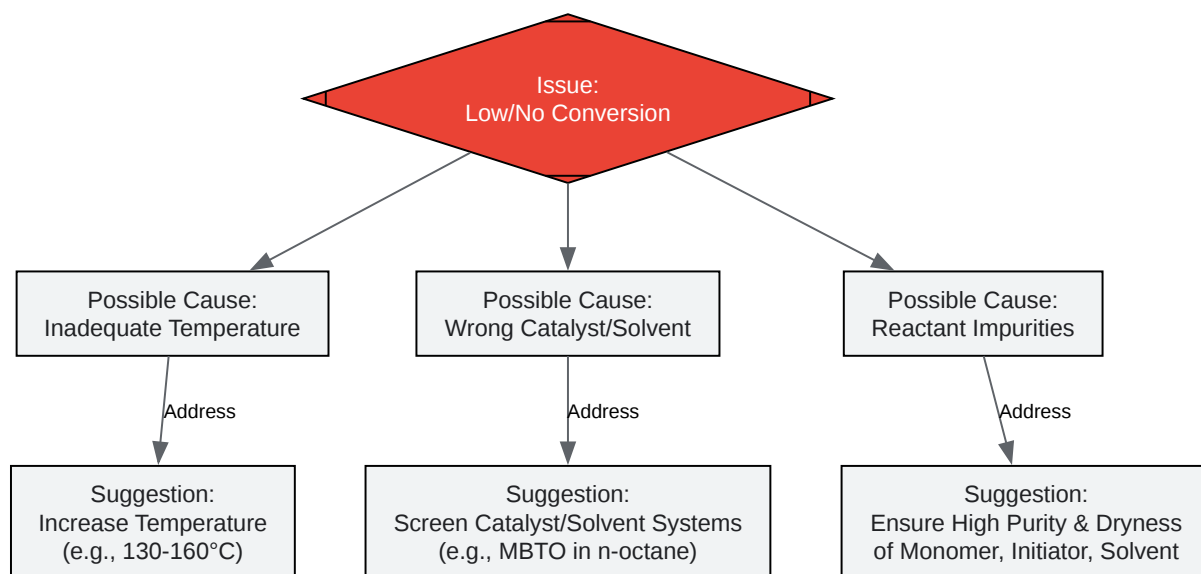 Issue:
Low/No Conversion
Possible Cause:
Inadequate Temperature
Possible Cause:
Wrong Catalyst/Solvent
Possible Cause:
Reactant Impurities
Address
Address
Address
Suggestion:
Increase Temperature
(e.g., 130-160°C)
Suggestion:
Screen Catalyst/Solvent Systems
(e.g., MBTO in n-octane)
Suggestion:
Ensure High Purity & Dryness
of Monomer, Initiator, Solvent